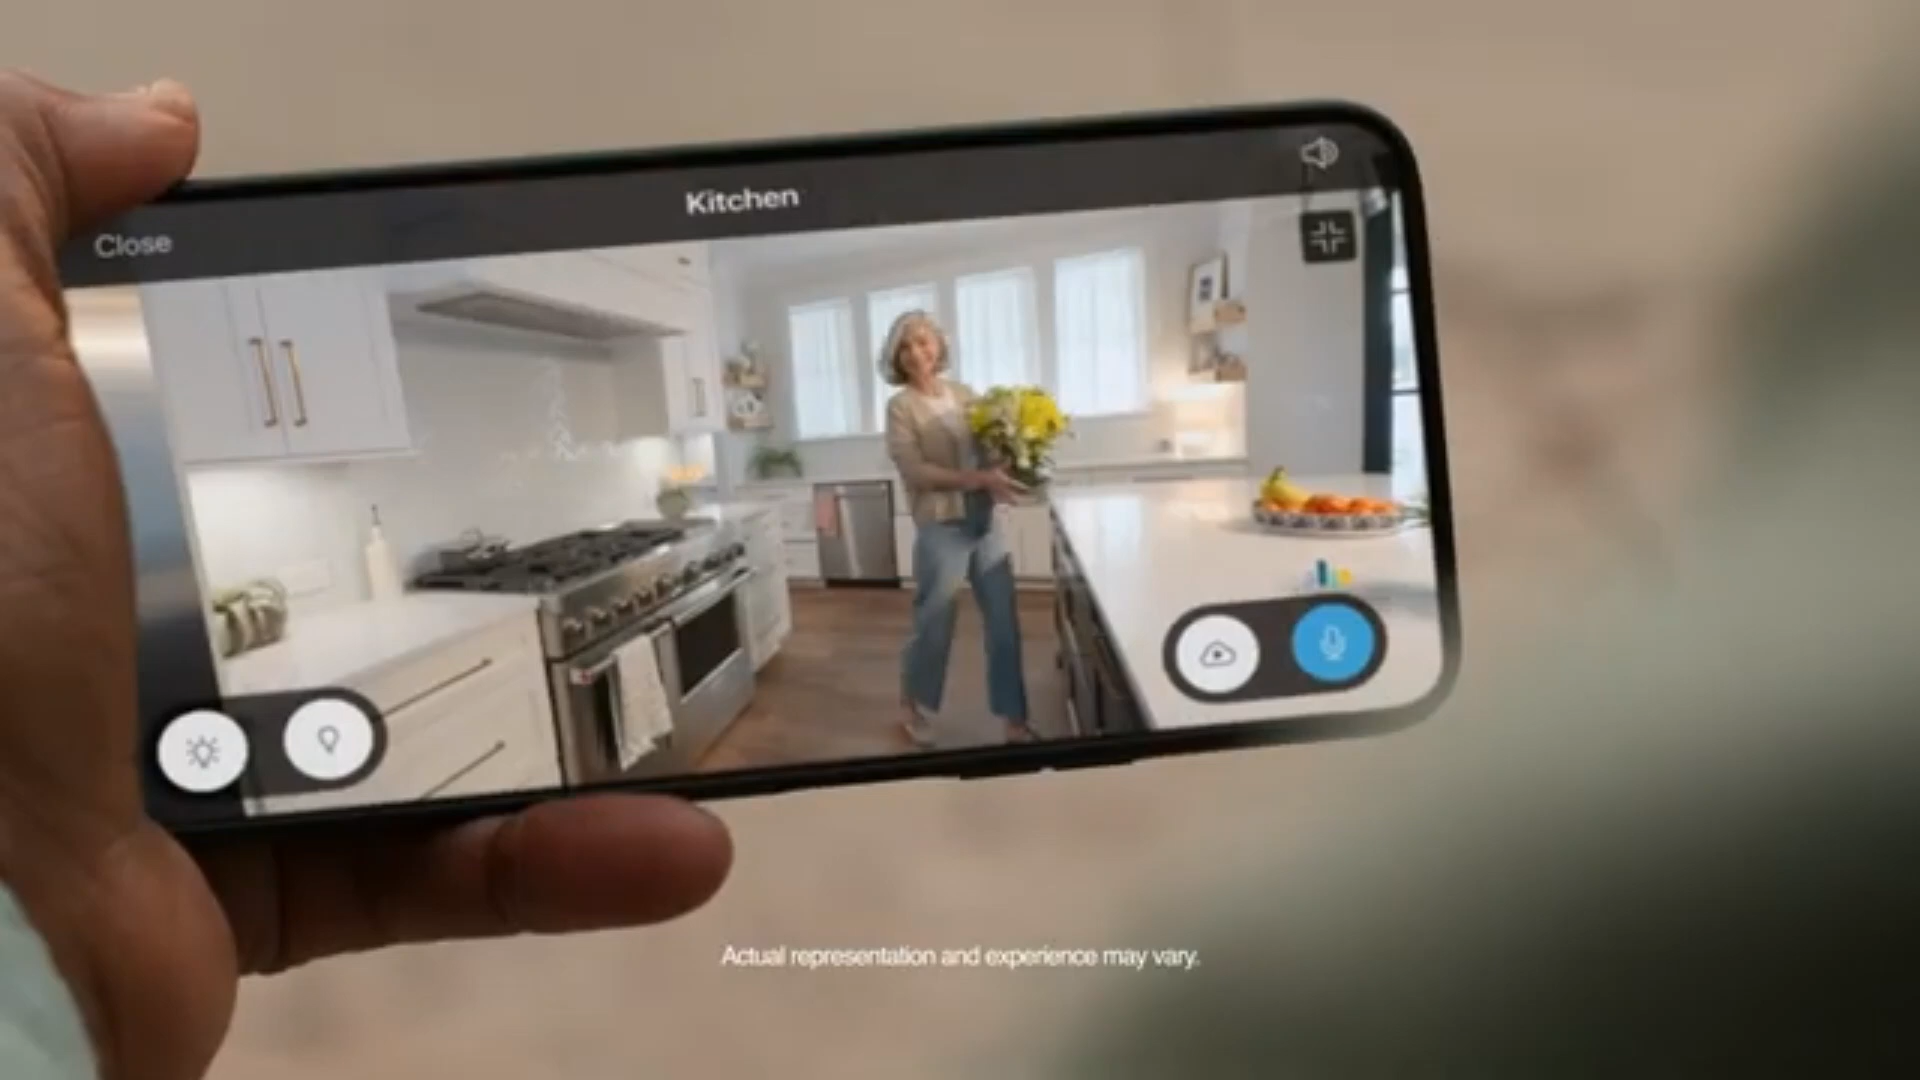 Kitchen
Close
Actual representation and experience may vary.